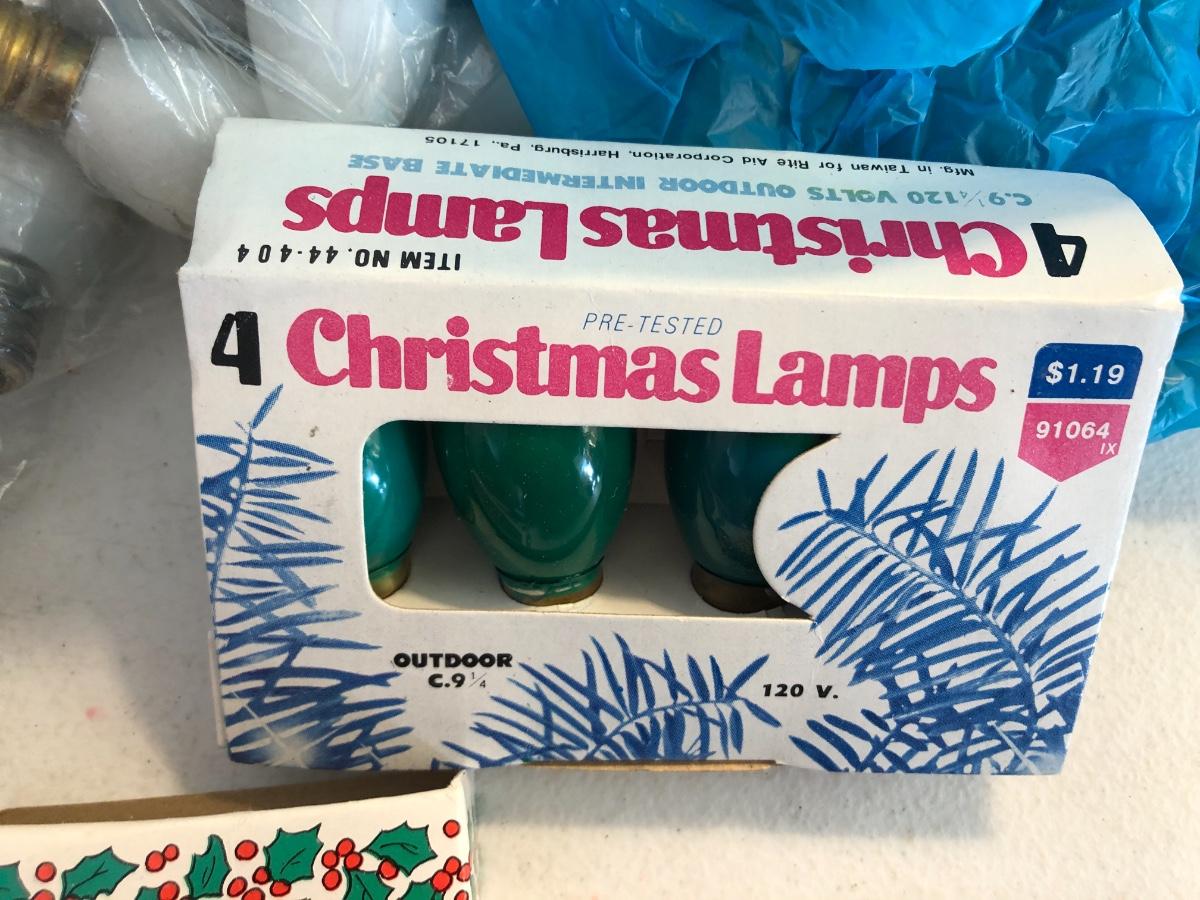 Mfg. in Taiwan for Rite Aid Corporation, Harrisburg, Pa., 17105
C.9¼/120 VOLTS OUTDOOR INTERMEDIATE BASE
4 Christmas Lamps
ITEM NO. 44-404
PRE-TESTED
4 Christmas Lamps
$1.19
91064
IX
OUTDOOR
C.9¼
120 V.